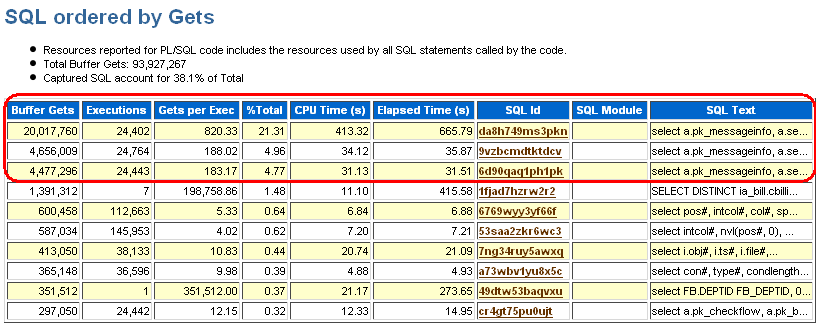 SQL ordered by Gets
Resources reported for PL/SQL code includes the resources used by all SQL statements called by the code.
Total Buffer Gets: 93,927,267
Captured SQL account for 38.1% of Total
Buffer Gets Executions Gets per Exec %Total CPU Time (s) Elapsed Time (s) SQL Id SQL Module SQL Text
20,017,760 24,402 820.33 21.31 413.32 665.79 da8h749ms3pkn select a.pk_messageinfo, a.se...
4,656,009 24,764 188.02 4.96 34.12 35.87 9vzbcmdtktdcv select a.pk_messageinfo, a.se...
4,477,296 24,443 183.17 4.77 31.13 31.51 6d90qaq1ph1pk select a.pk_messageinfo, a.se...
1,391,312 7 198,758.86 1.48 11.10 415.58 1fjad7hzrw2r2 SELECT DISTINCT ia_bill.cbilli...
600,458 112,663 5.33 0.64 6.84 6.88 6769wyy3yf66f select pos#, intcol#, col#, sp...
587,034 145,953 4.02 0.62 7.20 7.21 53saa2zkr6wc3 select intcol#, nvl(pos#, 0), ...
413,050 38,133 10.83 0.44 20.74 21.09 7ng34ruy5awxq select i.obj#, i.ts#, i.file#,...
365,148 36,596 9.98 0.39 4.88 4.93 a73wbv1yu8x5c select con#, type#, condlength...
351,512 1 351,512.00 0.37 21.17 273.65 49dtw53baqvxu select FB.DEPTID FB_DEPTID, 0...
297,050 24,442 12.15 0.32 12.33 14.95 cr4gt75pu0ujt select a.pk_checkflow, a.pk_b...